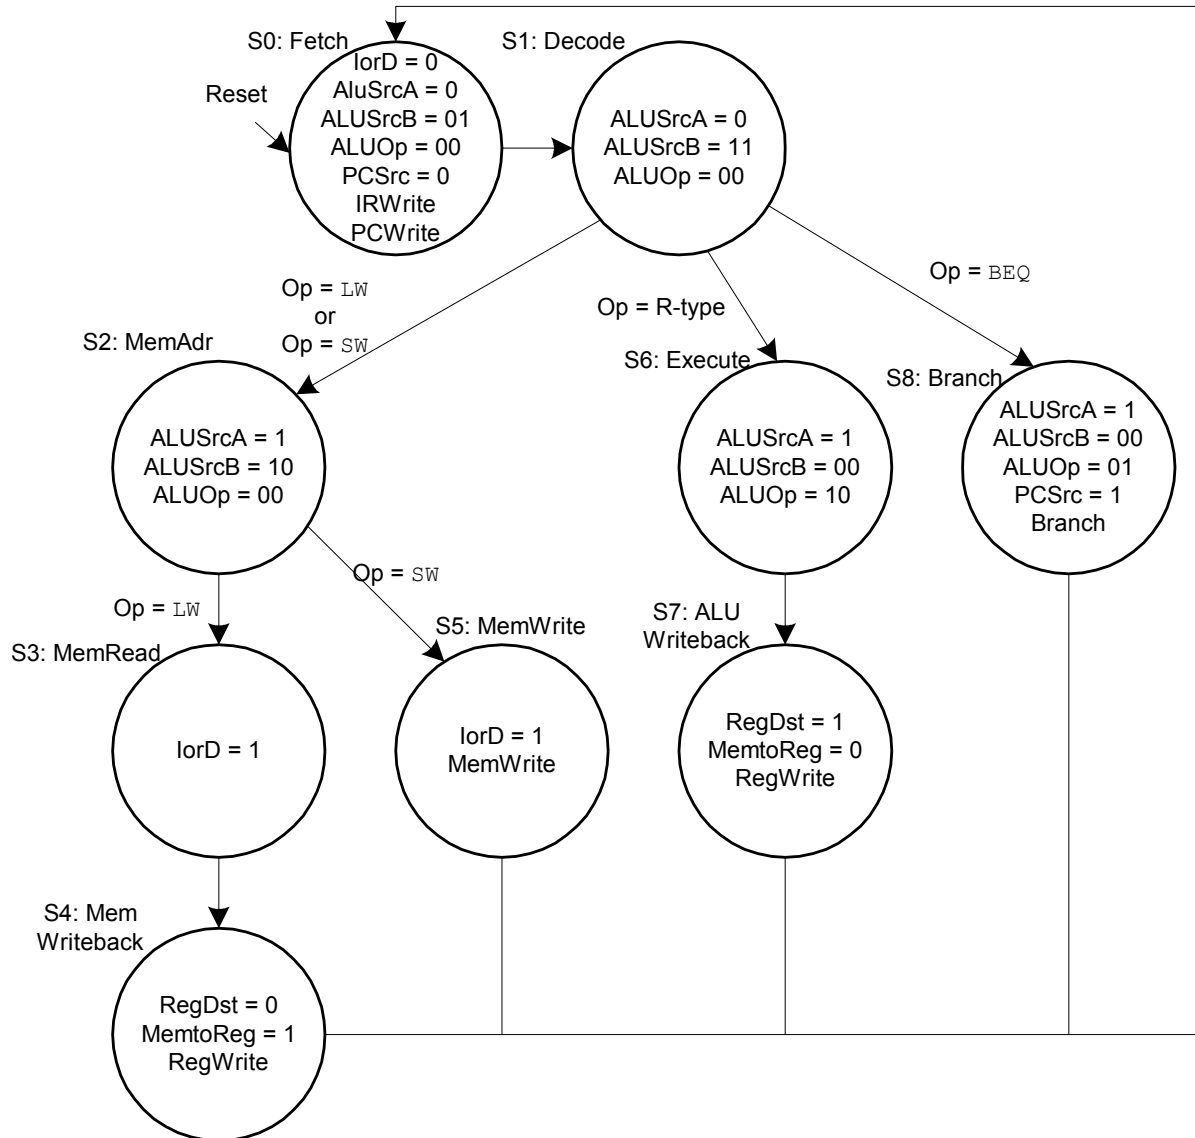 S0: Fetch
S1: Decode
Reset
IorD = 0
AluSrcA = 0
ALUSrcB = 01
ALUOp = 00
PCSrc = 0
IRWrite
PCWrite
ALUSrcA = 0
ALUSrcB = 11
ALUOp = 00
Op = LW
or
Op = SW
Op = R-type
Op = BEQ
S2: MemAdr
S6: Execute
S8: Branch
ALUSrcA = 1
ALUSrcB = 10
ALUOp = 00
ALUSrcA = 1
ALUSrcB = 00
ALUOp = 10
ALUSrcA = 1
ALUSrcB = 00
ALUOp = 01
PCSrc = 1
Branch
Op = LW
Op = SW
S3: MemRead
S5: MemWrite
S7: ALU
Writeback
IorD = 1
IorD = 1
MemWrite
RegDst = 1
MemtoReg = 0
RegWrite
S4: Mem
Writeback
RegDst = 0
MemtoReg = 1
RegWrite